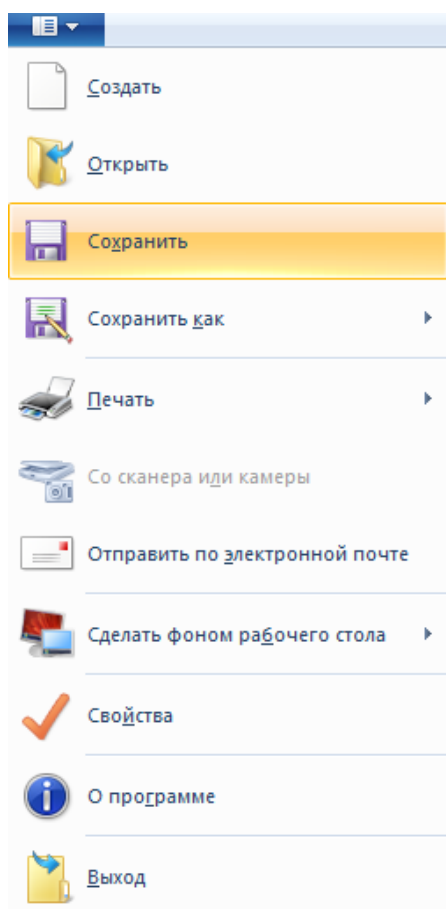 Создать
Открыть
Сохранить
Сохранить как
Печать
Со сканера или камеры
Отправить по электронной почте
Сделать фоном рабочего стола
Свойства
О программе
Выход